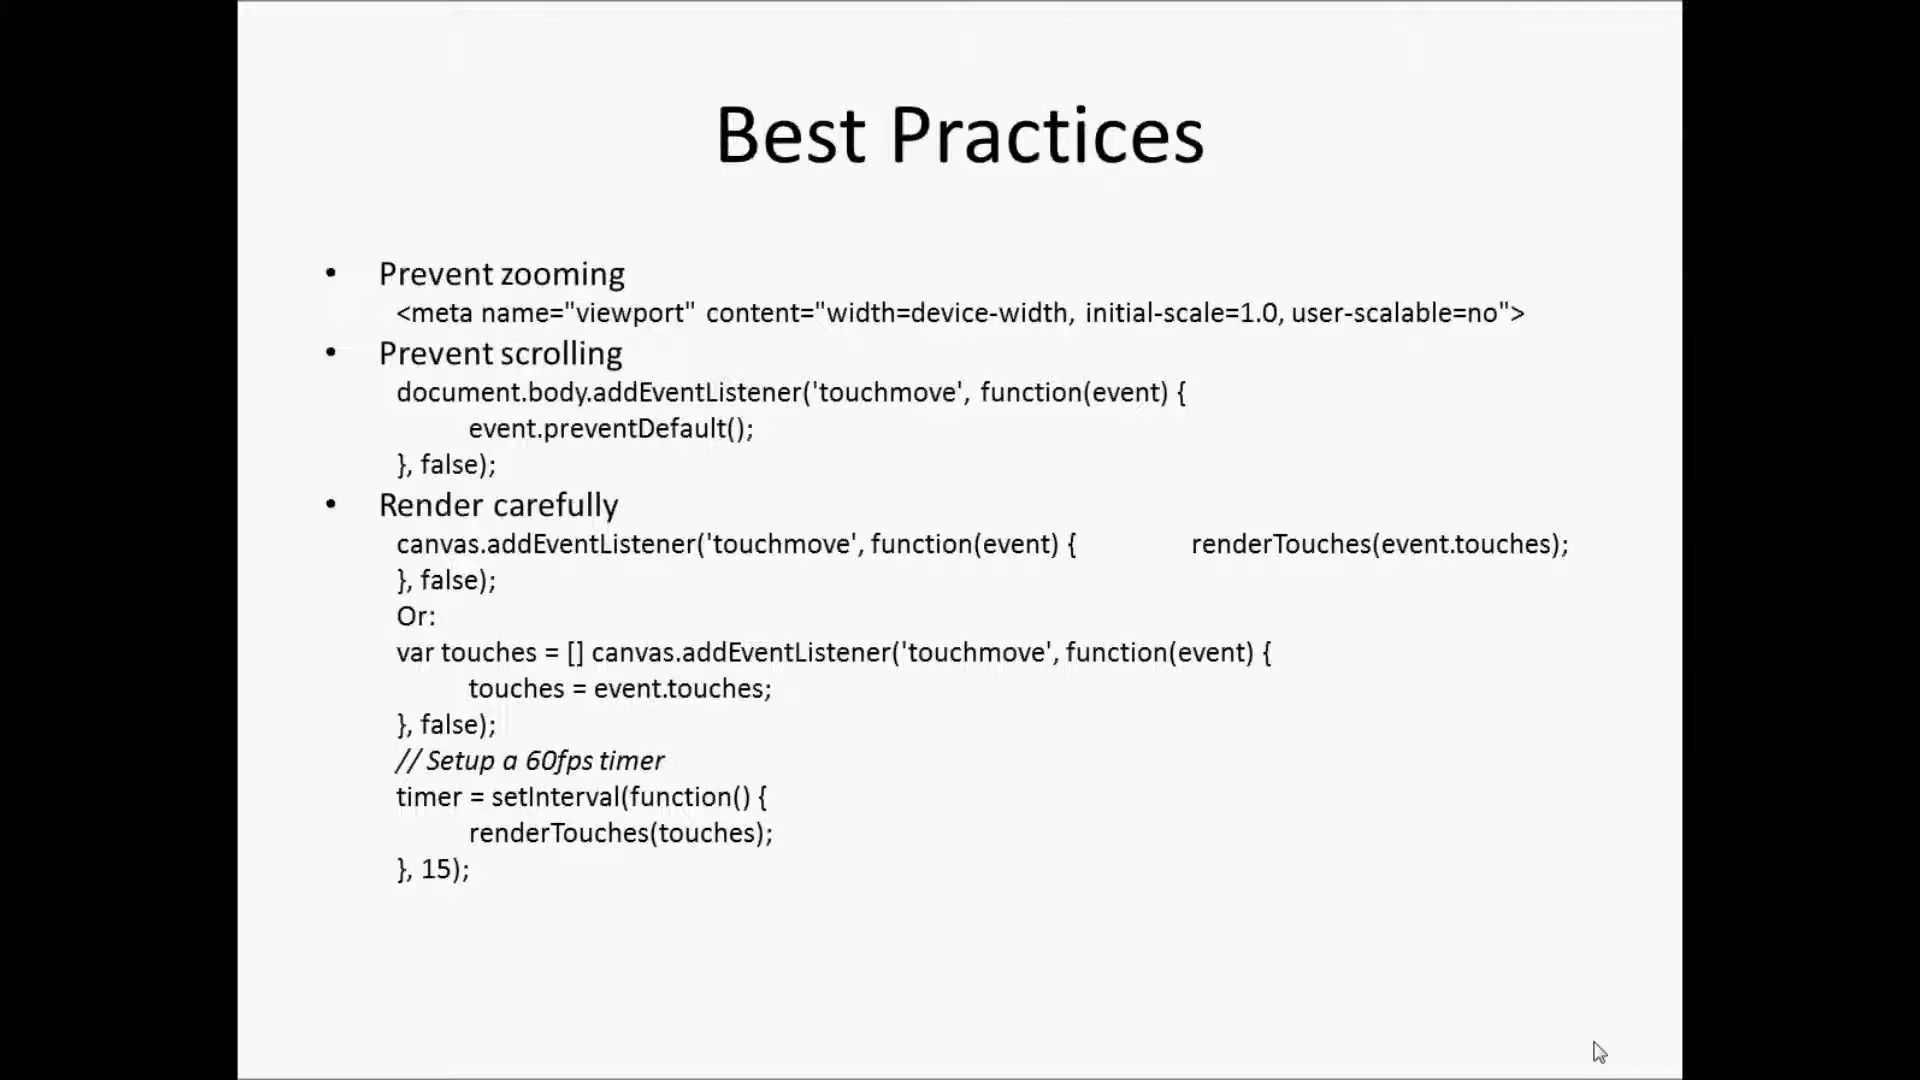 Best Practices
• Prevent zooming
<meta name="viewport" content="width=device-width, initial-scale=1.0, user-scalable=no">
• Prevent scrolling
document.body.addEventListener('touchmove', function(event) {
event.preventDefault();
}, false);
• Render carefully
canvas.addEventListener('touchmove', function(event) { renderTouches(event.touches);
}, false);
Or:
var touches = [] canvas.addEventListener('touchmove', function(event) {
touches = event.touches;
}, false);
// Setup a 60fps timer
timer = setInterval(function() {
renderTouches(touches);
}, 15);